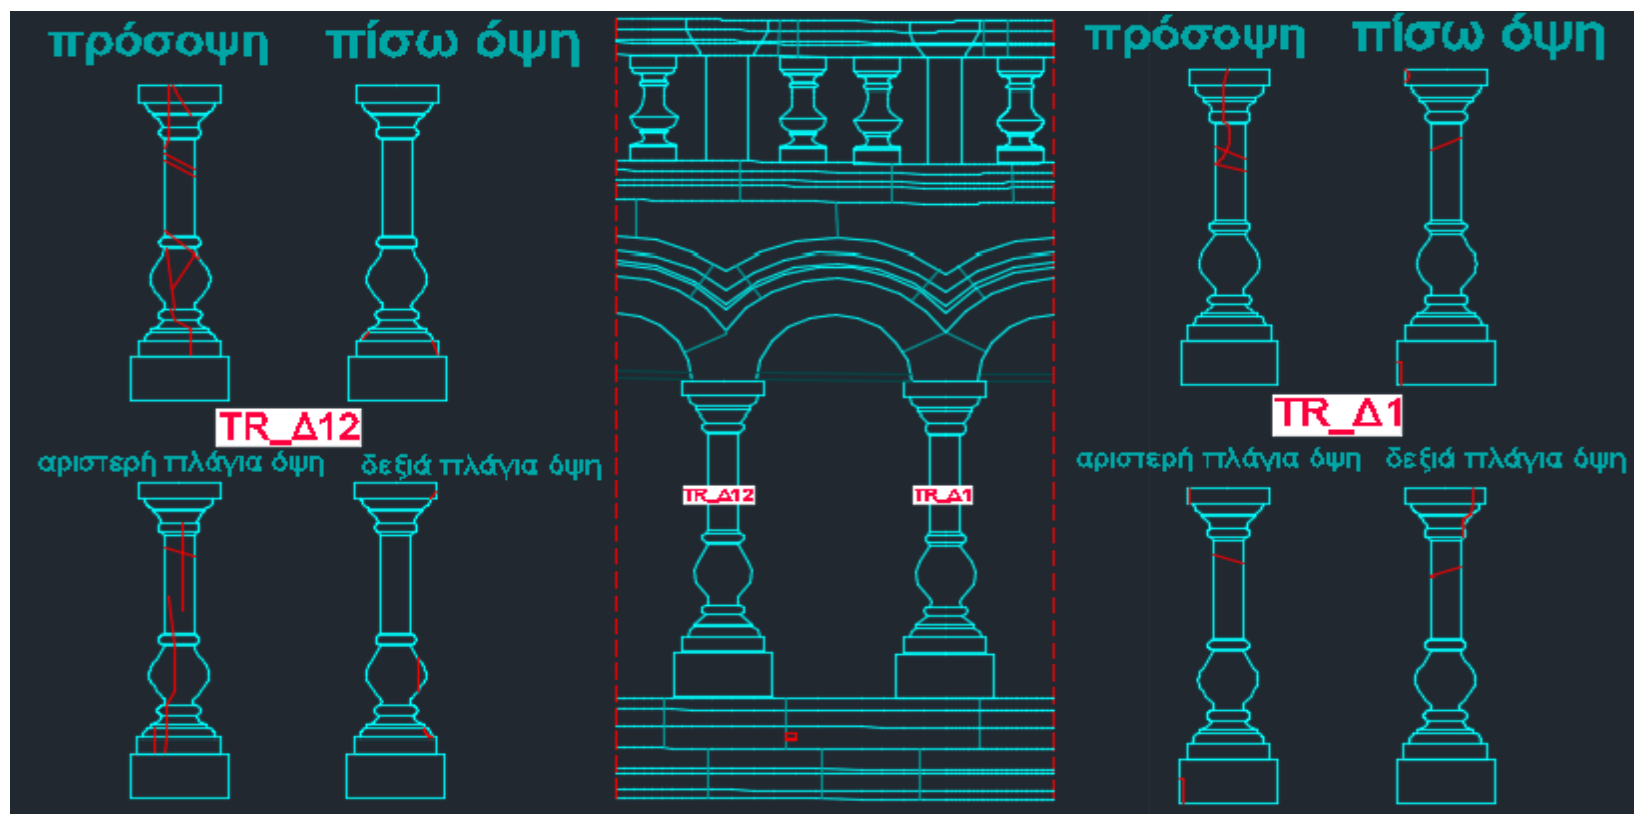 πρόσοψη πίσω όψη
TR_Δ12
αριστερή πλάγια όψη δεξιά πλάγια όψη
TR_Δ12 TR_Δ1
πρόσοψη πίσω όψη
TR_Δ1
αριστερή πλάγια όψη δεξιά πλάγια όψη